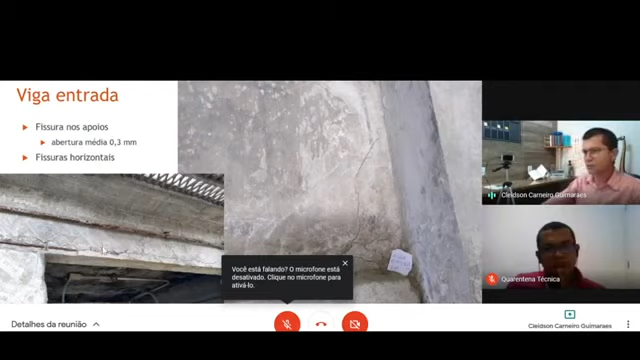 Viga entrada
Fissura nos apoios
abertura média 0,3 mm
Fissuras horizontais
Você está falando? O microfone está
desativado. Clique no microfone para
ativá-lo.
Cleidson Carneiro Guimaraes
Quarentena Técnica
Detalhes da reunião
Cleidson Carneiro Guimaraes